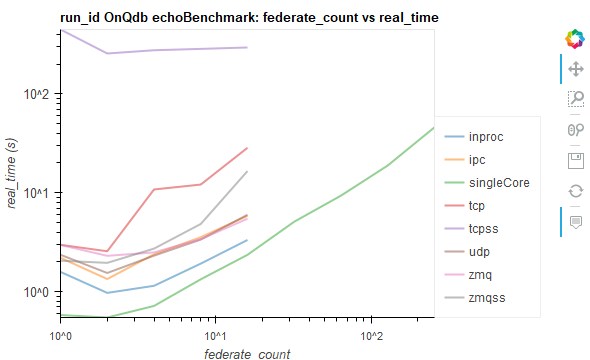 run_id OnQdb echoBenchmark: federate_count vs real_time
real_time (s)
10^2
10^1
10^0
10^0
10^1
10^2
federate_count
inproc
ipc
singleCore
tcp
tcpss
udp
zmq
zmqss